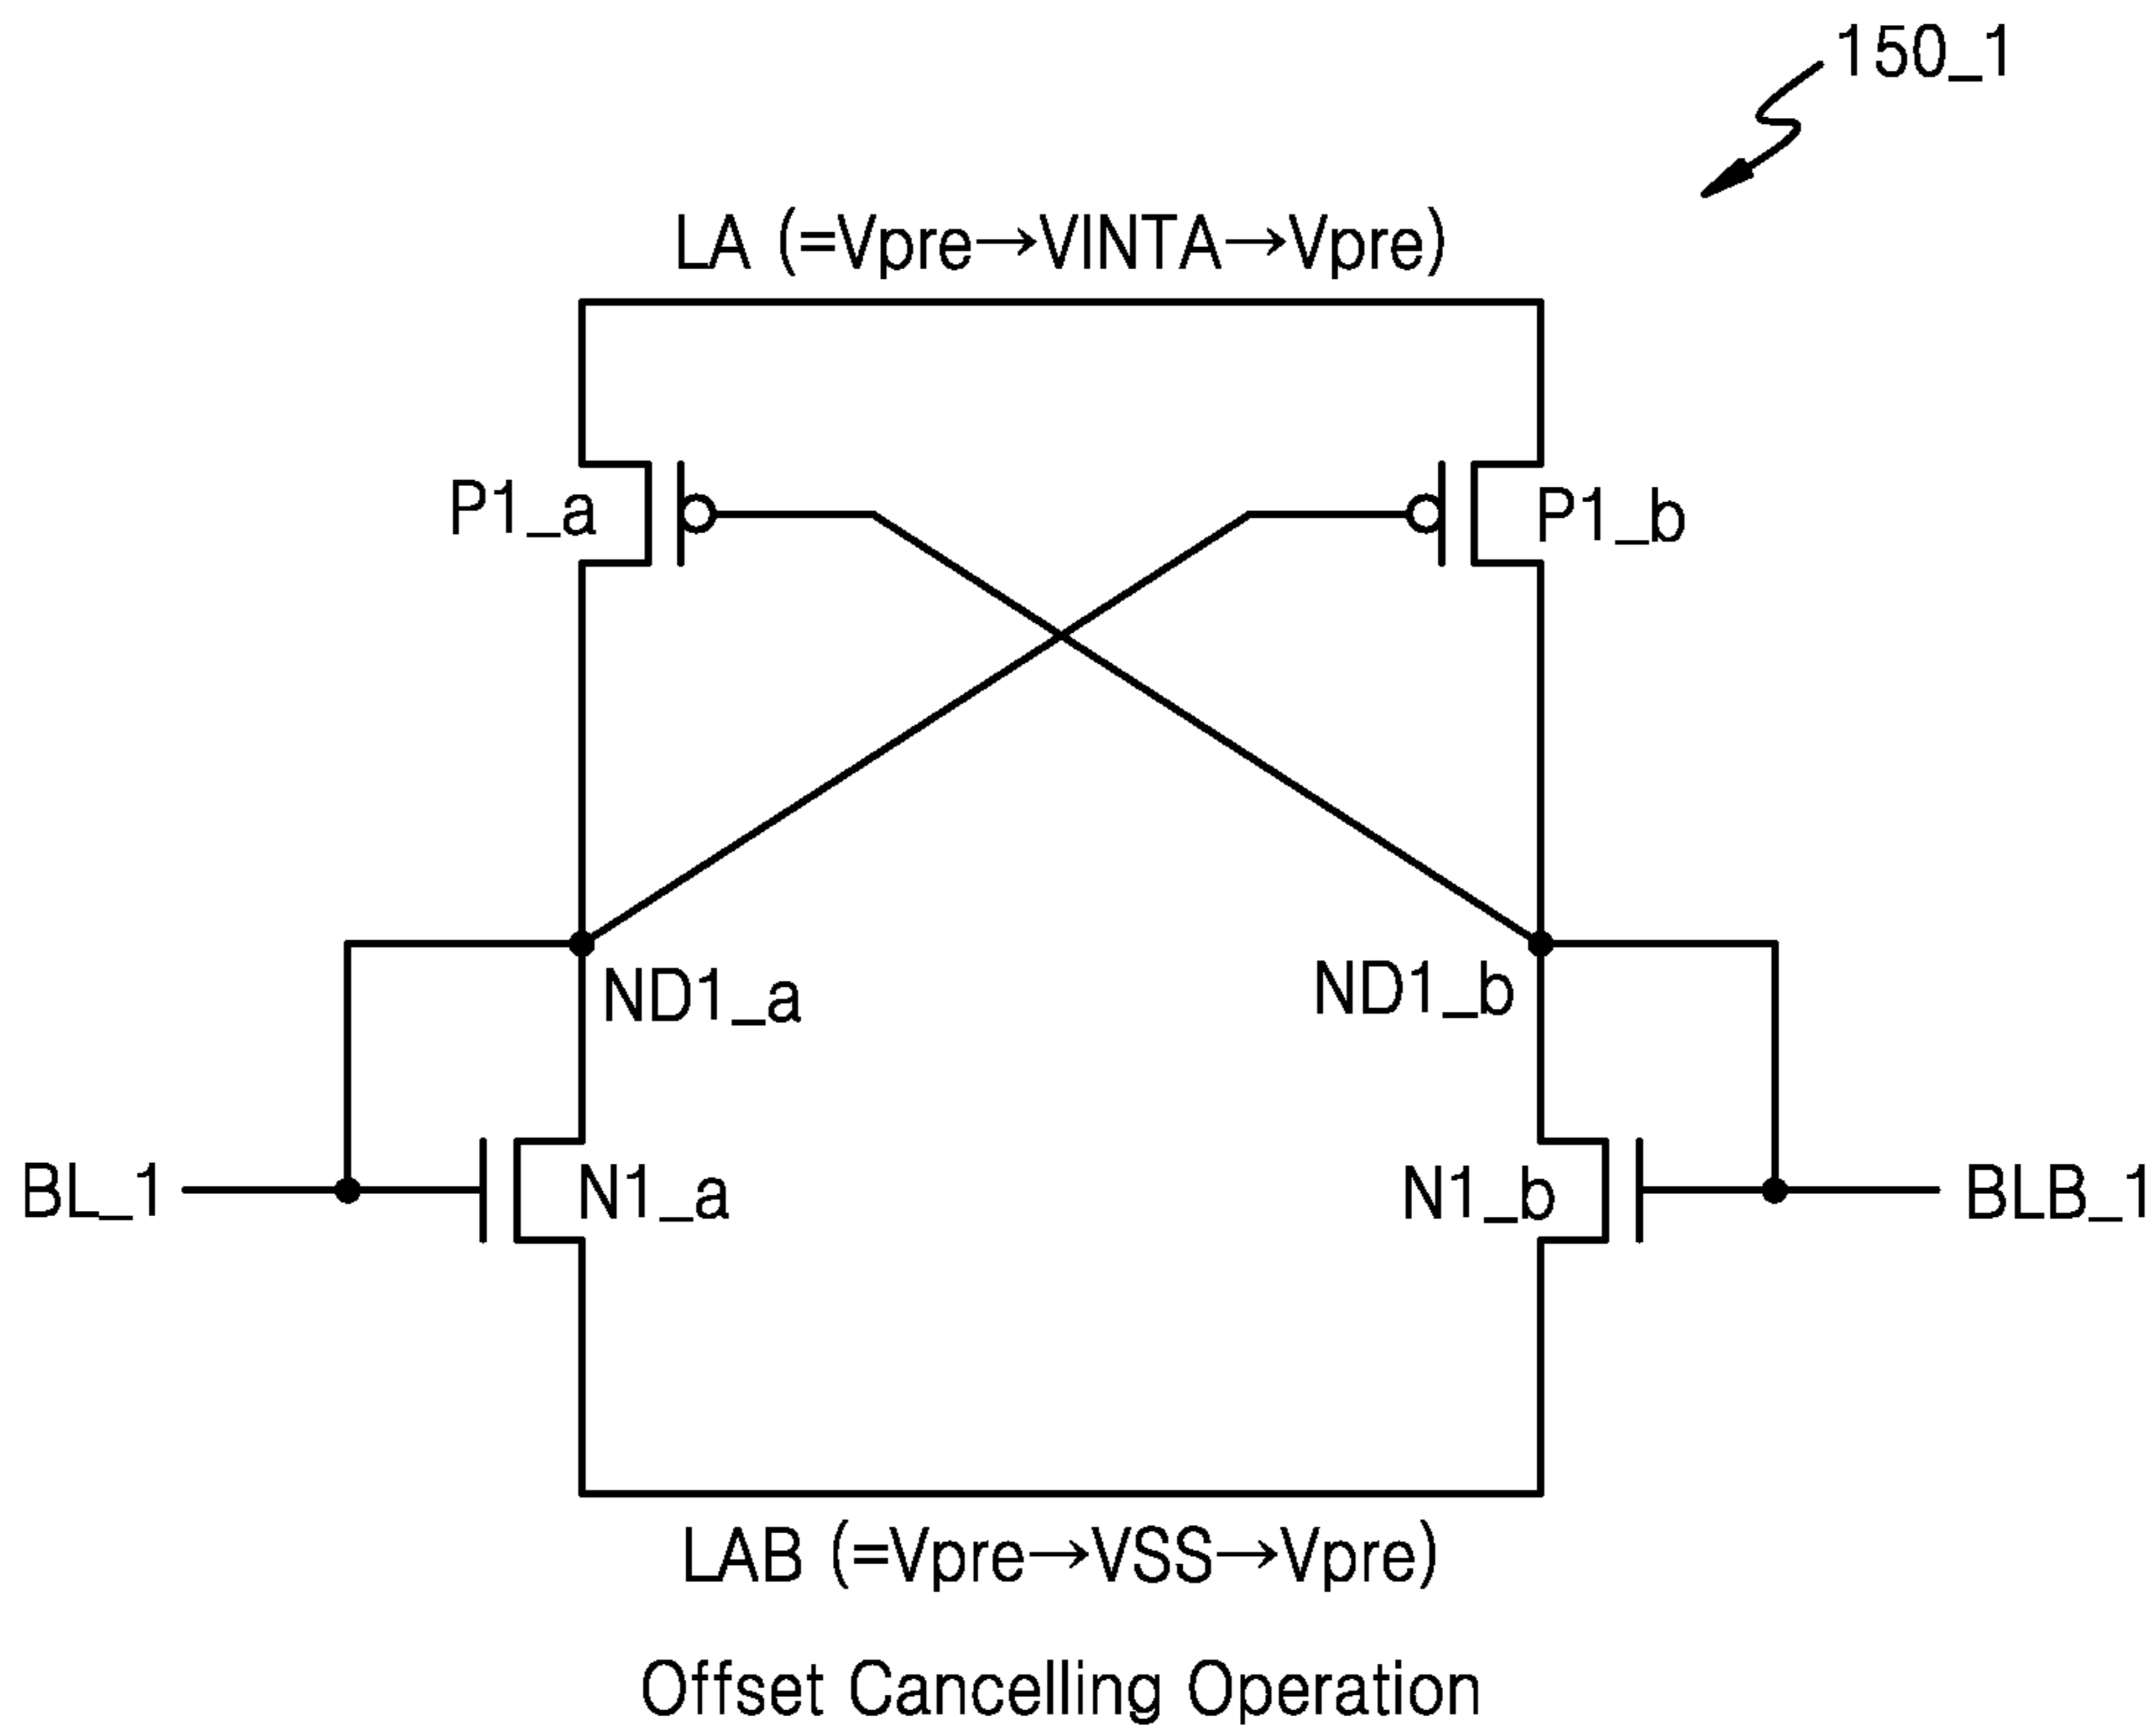 150_1
LA (=Vpre→VINTA→Vpre)
P1_a
P1_b
ND1_a
ND1_b
BL_1
N1_a
N1_b
BLB_1
LAB (=Vpre→VSS→Vpre)
Offset Cancelling Operation